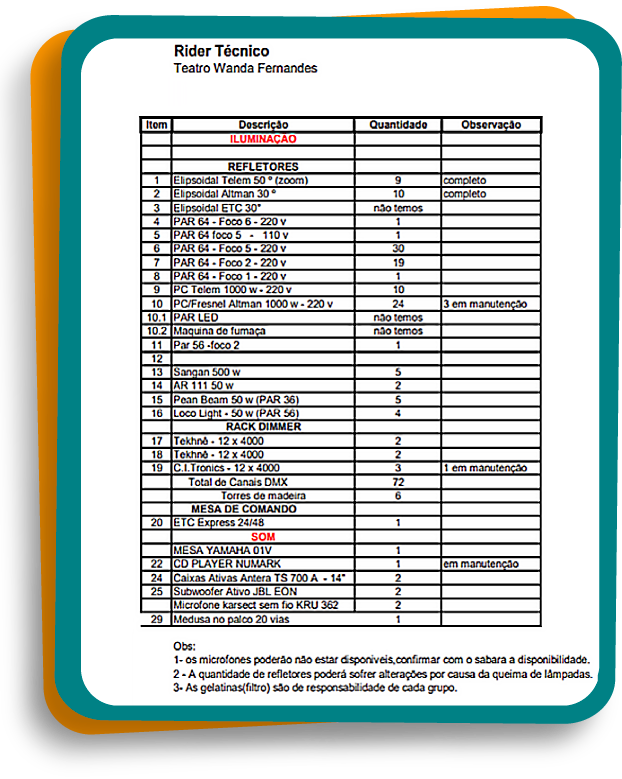 Rider Técnico
Teatro Wanda Fernandes
Item Descrição Quantidade Observação
ILUMINAÇÃO
REFLETORES
1 Elipsoidal Telem 50 º (zoom) 9 completo
2 Elipsoidal Altman 30 º 10 completo
3 Elipsoidal ETC 30° não temos
4 PAR 64 - Foco 6 - 220 v 1
5 PAR 64 foco 5 - 110 v 1
6 PAR 64 - Foco 5 - 220 v 30
7 PAR 64 - Foco 2 - 220 v 19
8 PAR 64 - Foco 1 - 220 v 1
9 PC Telem 1000 w - 220 v 10
10 PC/Fresnel Altman 1000 w - 220 v 24 3 em manutenção
10.1 PAR LED não temos
10.2 Maquina de fumaça não temos
11 Par 56 -foco 2 1
12
13 Sangan 500 w 5
14 AR 111 50 w 2
15 Pean Beam 50 w (PAR 36) 5
16 Loco Light - 50 w (PAR 56) 4
RACK DIMMER
17 Tekhnê - 12 x 4000 2
18 Tekhnê - 12 x 4000 2
19 C.I.Tronics - 12 x 4000 3 1 em manutenção
Total de Canais DMX 72
Torres de madeira 6
MESA DE COMANDO
20 ETC Express 24/48 1
SOM
MESA YAMAHA 01V 1
22 CD PLAYER NUMARK 1 em manutenção
24 Caixas Ativas Antera TS 700 A - 14" 2
25 Subwoofer Ativo JBL EON 2
Microfone karsect sem fio KRU 362 2
29 Medusa no palco 20 vias 1
Obs:
1- os microfones poderão não estar disponiveis,confirmar com o sabara a disponibilidade.
2 - A quantidade de refletores poderá sofrer alterações por causa da queima de lâmpadas.
3- As gelatinas(filtro) são de responsabilidade de cada grupo.